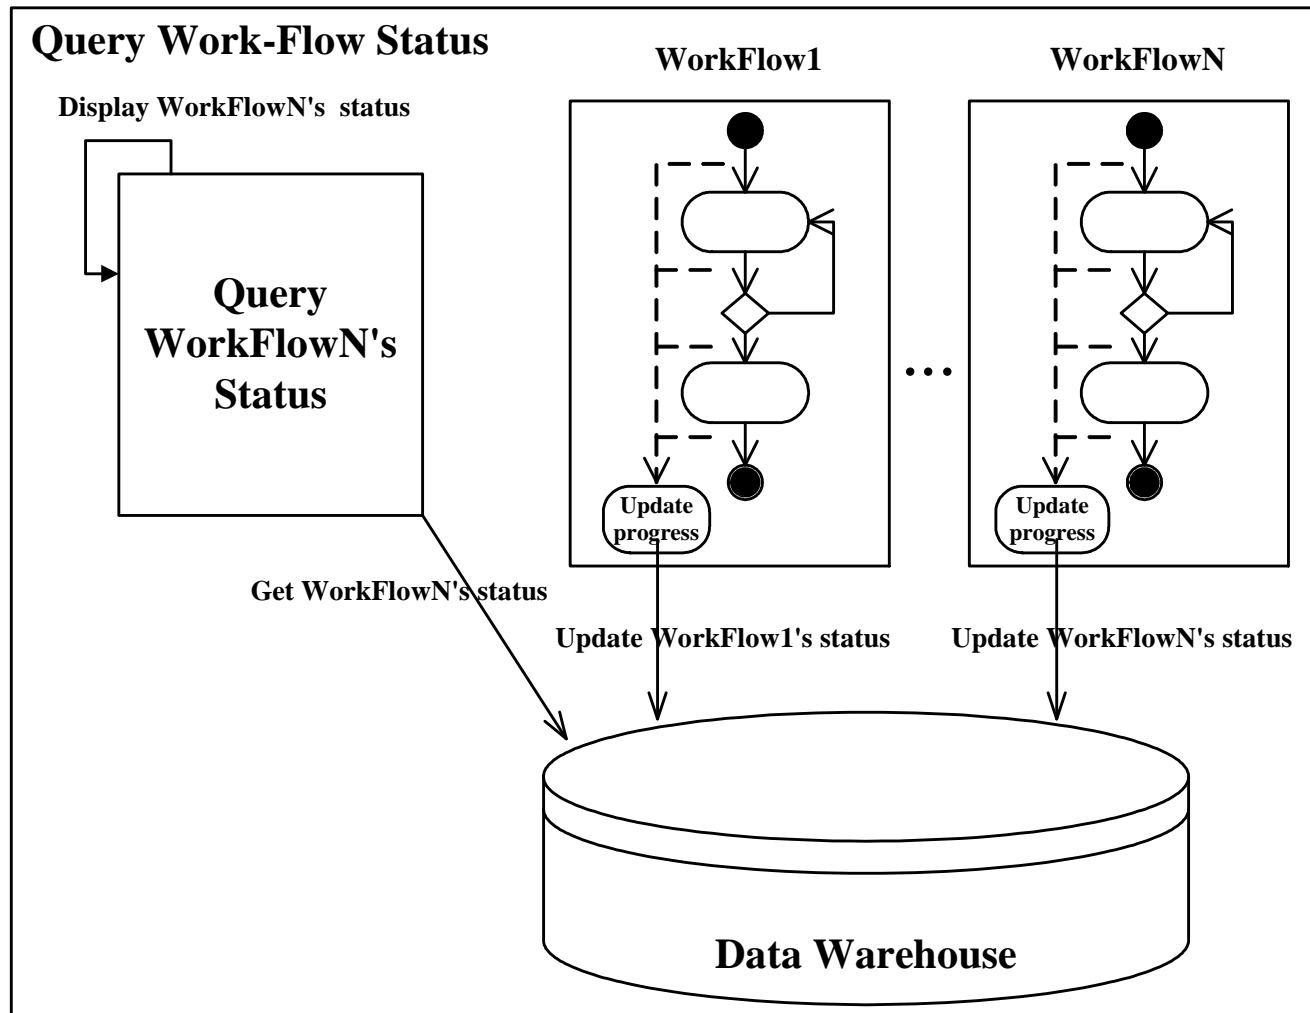 Query Work-Flow Status
WorkFlow1
WorkFlowN
Display WorkFlowN's status
Query
WorkFlowN's
Status
...
Update
progress
Update
progress
Get WorkFlowN's status
Update WorkFlow1's status
Update WorkFlowN's status
Data Warehouse